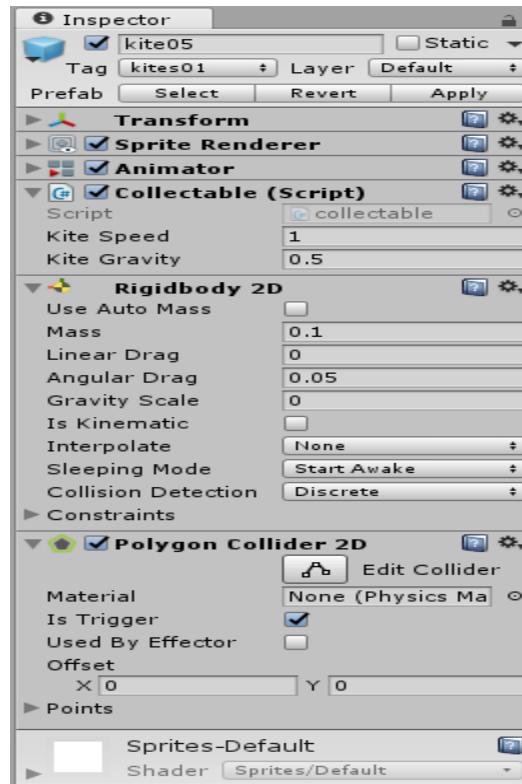 Inspector
kite05 Static
Tag kites01 Layer Default
Prefab Select Revert Apply
Transform
Sprite Renderer
Animator
Collectable (Script)
Script collectable
Kite Speed 1
Kite Gravity 0.5
Rigidbody 2D
Use Auto Mass
Mass 0.1
Linear Drag 0
Angular Drag 0.05
Gravity Scale 0
Is Kinematic
Interpolate None
Sleeping Mode Start Awake
Collision Detection Discrete
Constraints
Polygon Collider 2D
Edit Collider
Material None (Physics Ma
Is Trigger
Used By Effector
Offset
X 0 Y 0
Points
Sprites-Default
Shader Sprites/Default